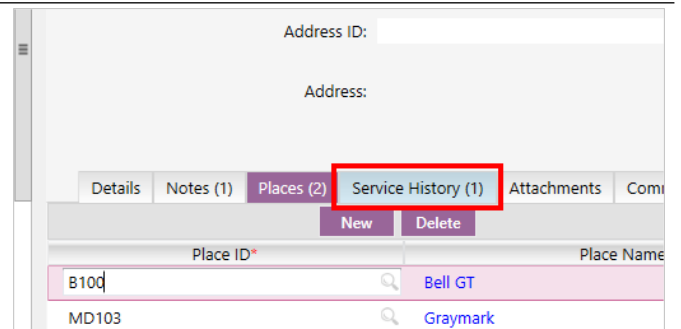 Address ID:
Address:
Details Notes (1) Places (2) Service History (1) Attachments
New Delete
Place ID* Place Name
B100 Bell GT
MD103 Graymark